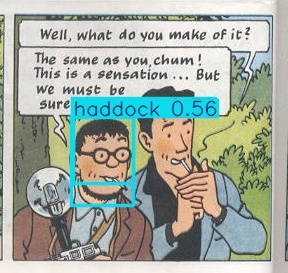 Well, what do you make of it?
The same as you, chum!
This is a sensation... But
we must be
sure
haddock 0.56